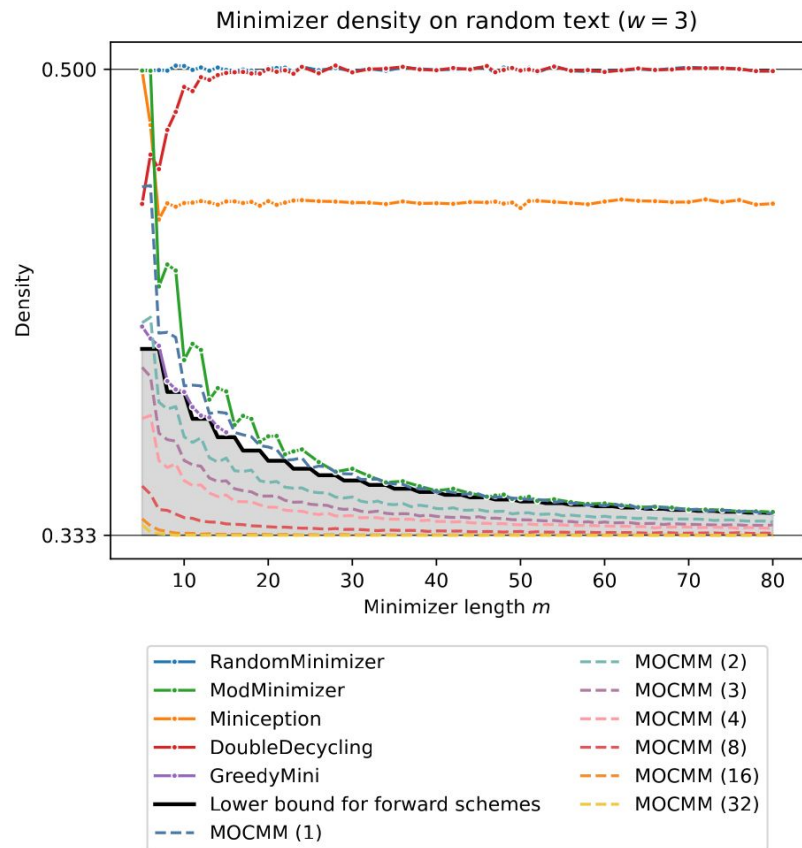 Minimizer density on random text (w = 3)
0.500
Density
0.333
10 20 30 40 50 60 70 80
Minimizer length m
RandomMinimizer
ModMinimizer
Miniception
DoubleDecycling
GreedyMini
Lower bound for forward schemes
MOCMM (1)
MOCMM (2)
MOCMM (3)
MOCMM (4)
MOCMM (8)
MOCMM (16)
MOCMM (32)